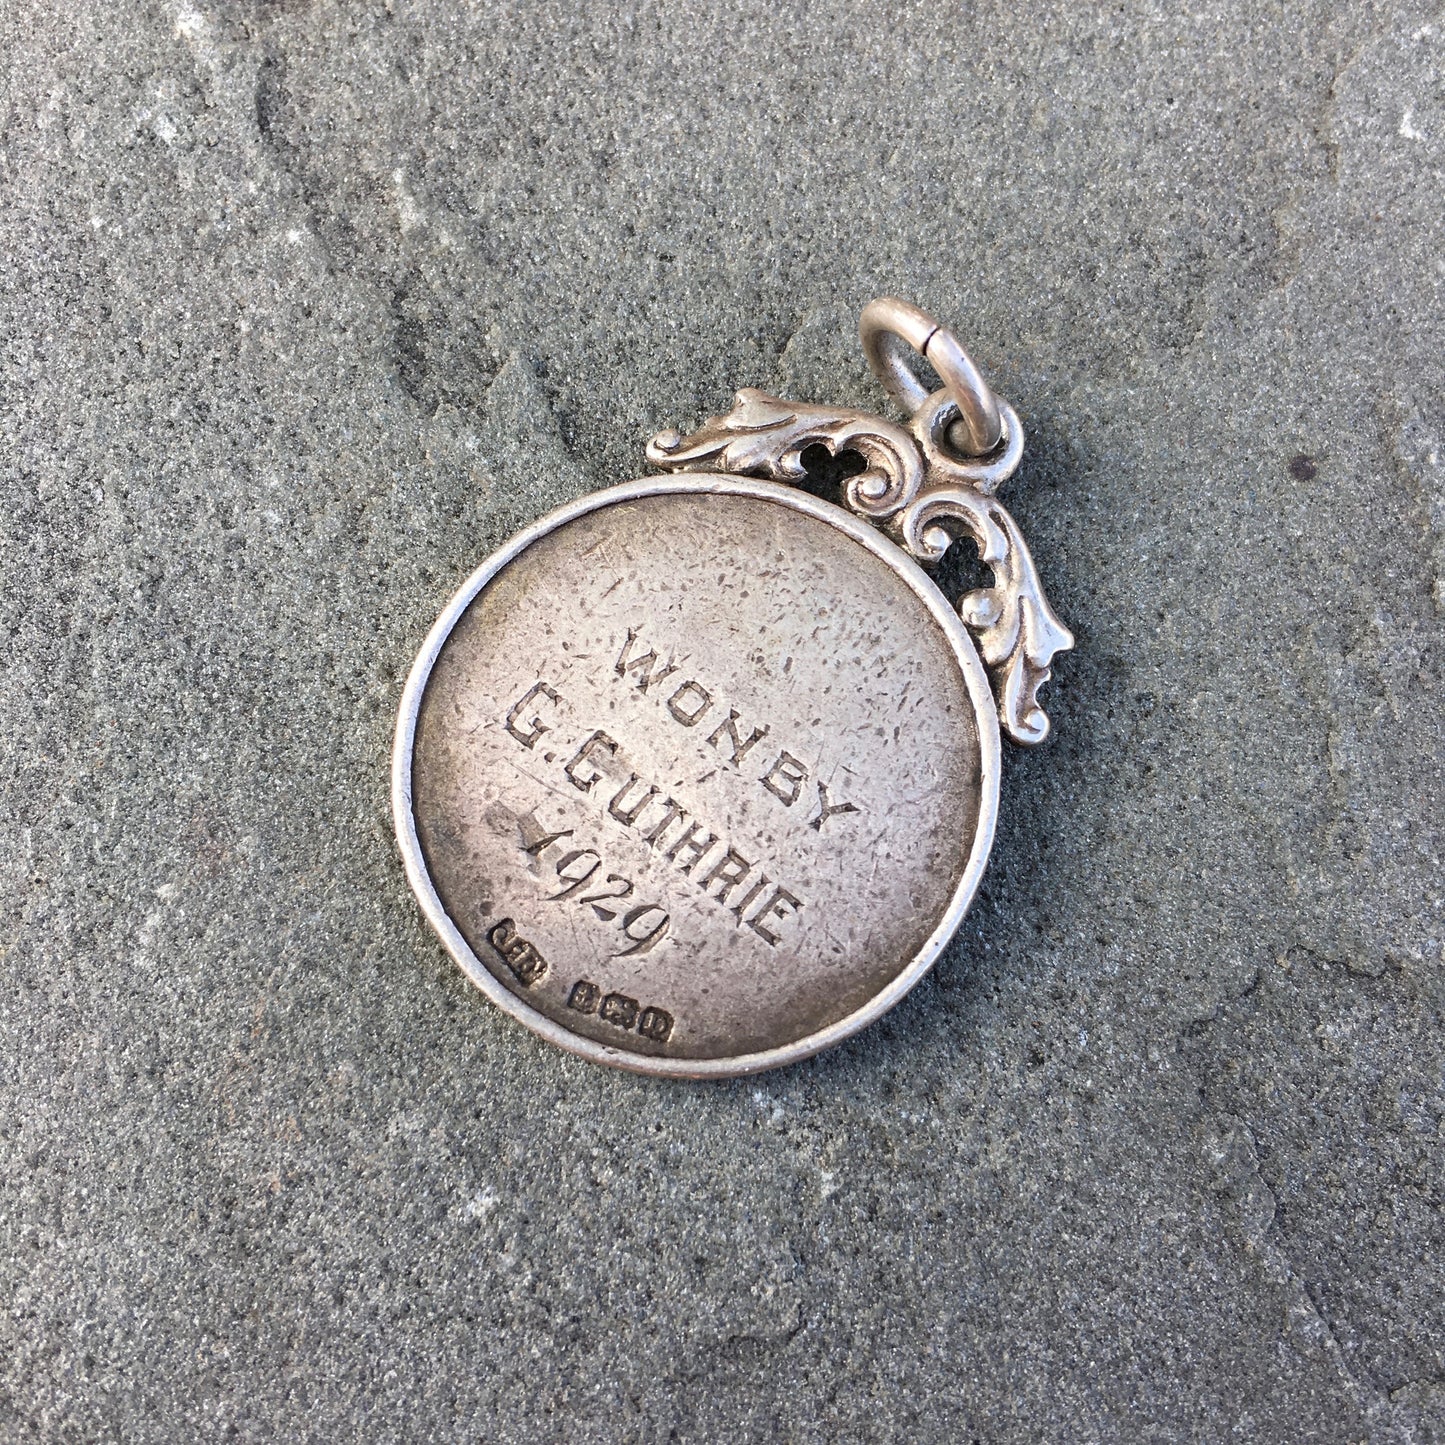 WON BY
G. GUTHRIE
1929